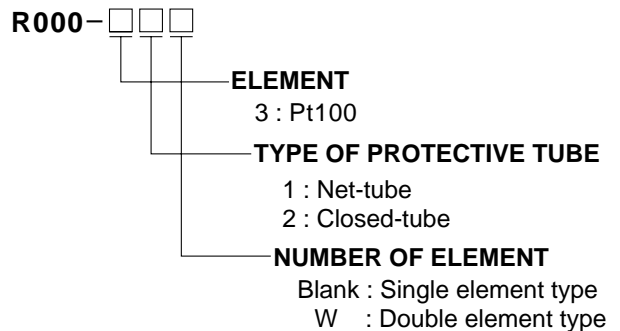 R000-□□□
ELEMENT
3 : Pt100
TYPE OF PROTECTIVE TUBE
1 : Net-tube
2 : Closed-tube
NUMBER OF ELEMENT
Blank : Single element type
W : Double element type